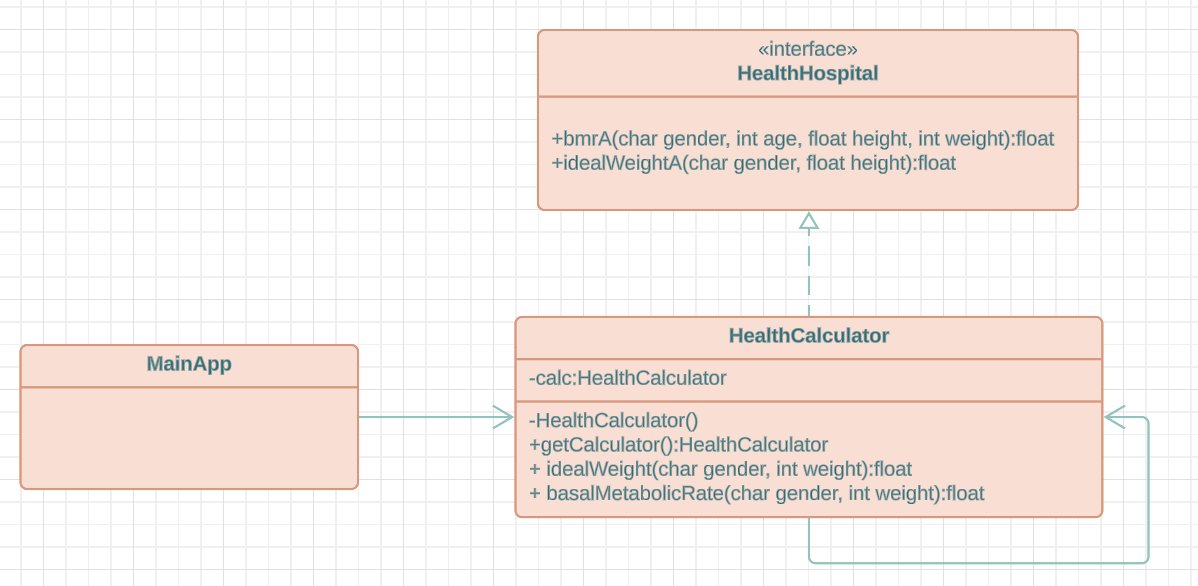 «interface»
HealthHospital
+bmrA(char gender, int age, float height, int weight):float
+idealWeightA(char gender, float height):float
MainApp
HealthCalculator
-calc:HealthCalculator
-HealthCalculator()
+getCalculator():HealthCalculator
+ idealWeight(char gender, int weight):float
+ basalMetabolicRate(char gender, int weight):float